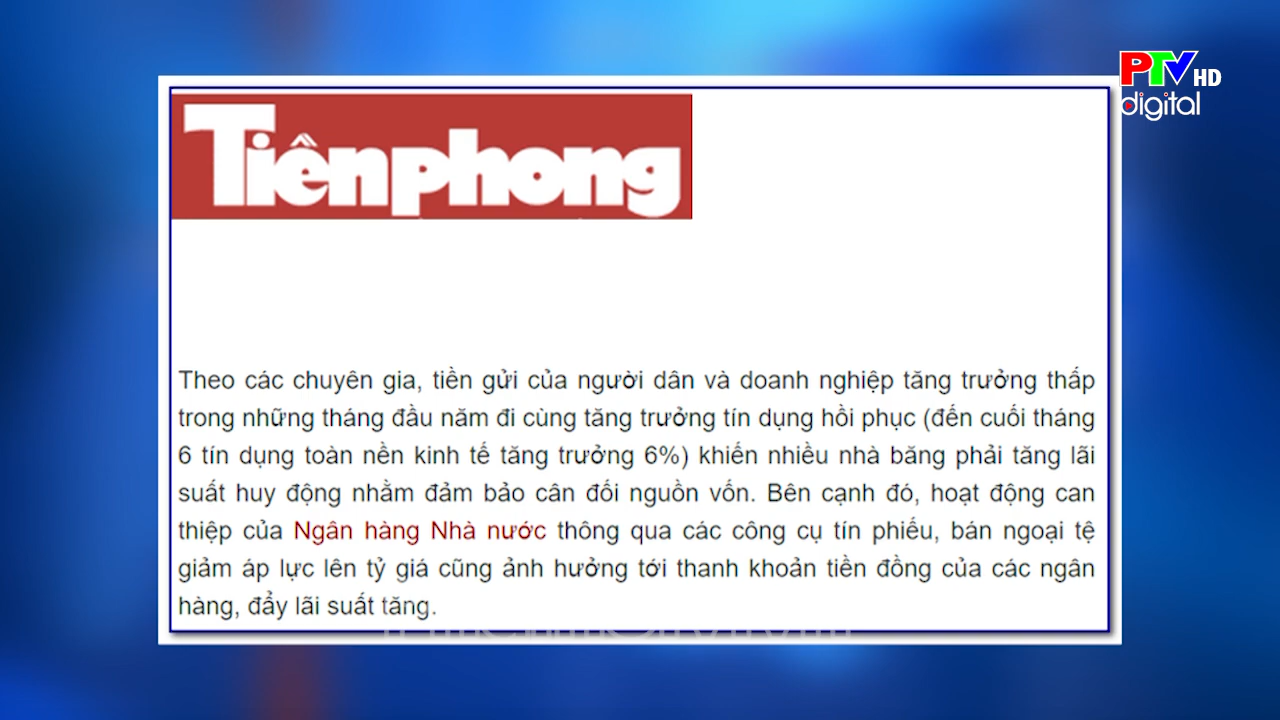 PTV HD
digital
Tiền phong
Theo các chuyên gia, tiền gửi của người dân và doanh nghiệp tăng trưởng thấp
trong những tháng đầu năm đi cùng tăng trưởng tín dụng hồi phục (đến cuối tháng
6 tín dụng toàn nền kinh tế tăng trưởng 6%) khiến nhiều nhà băng phải tăng lãi
suất huy động nhằm đảm bảo cân đối nguồn vốn. Bên cạnh đó, hoạt động can
thiệp của Ngân hàng Nhà nước thông qua các công cụ tín phiếu, bán ngoại tệ
giảm áp lực lên tỷ giá cũng ảnh hưởng tới thanh khoản tiền đồng của các ngân
hàng, đẩy lãi suất tăng.